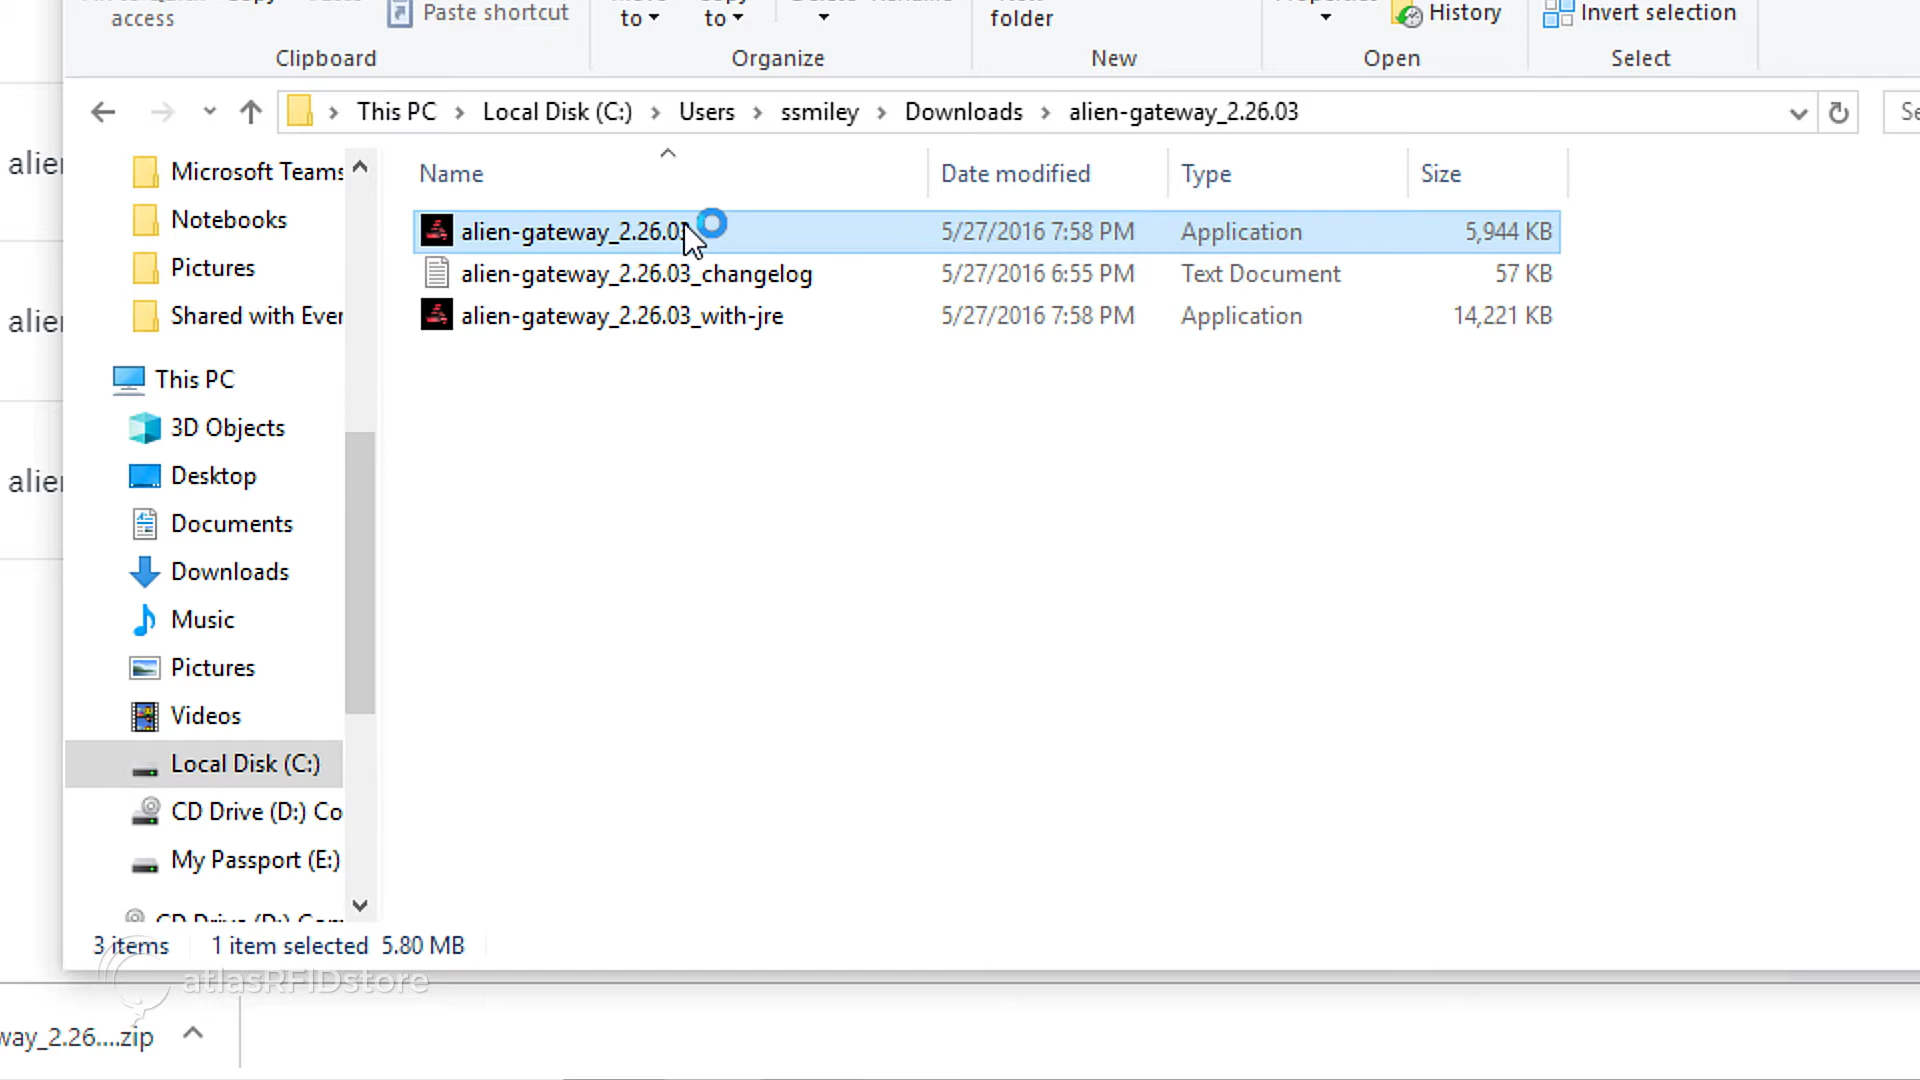 access
Paste shortcut
to
to
folder
History
Invert selection
Clipboard
Organize
New
Open
Select
This PC
Local Disk (C:)
Users
ssmiley
Downloads
alien-gateway_2.26.03
Name
Date modified
Type
Size
alien-gateway_2.26.03
5/27/2016 7:58 PM
Application
5,944 KB
alien-gateway_2.26.03_changelog
5/27/2016 6:55 PM
Text Document
57 KB
alien-gateway_2.26.03_with-jre
5/27/2016 7:58 PM
Application
14,221 KB
alien
alien
alien
Microsoft Teams
Notebooks
Pictures
Shared with Ever
This PC
3D Objects
Desktop
Documents
Downloads
Music
Pictures
Videos
Local Disk (C:)
CD Drive (D:) Co
My Passport (E:)
3 items
1 item selected 5.80 MB
atlasRFIDstore
way_2.26....zip